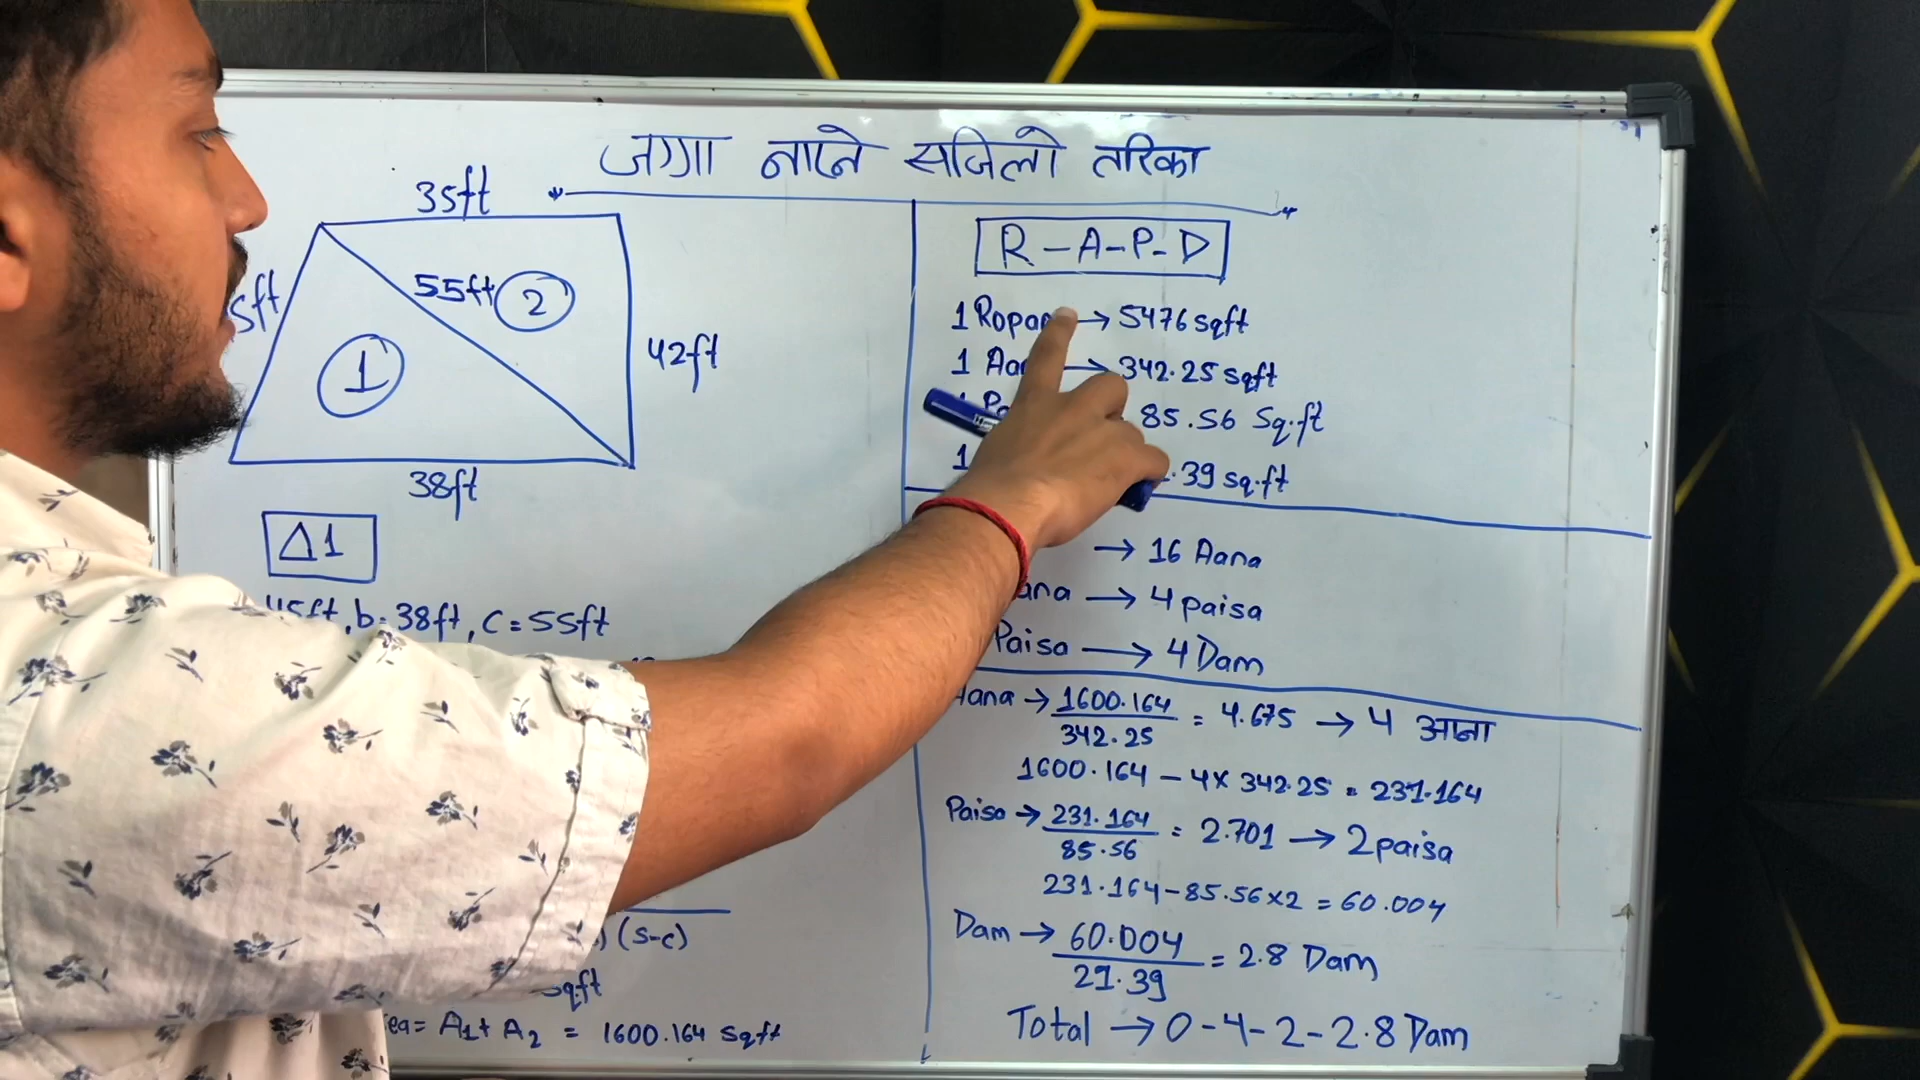 जग्गा नाप्ने सजिलो तरिका
35ft
5ft
55ft
2
1
42ft
38ft
Δ1
45ft, b=38ft, c=55ft
(s-c)
sqft
ea= A1+A2 = 1600.164 sqft
R-A-P-D
1 Ropan → 5476 sqft
1 Aa → 342.25 sqft
1 Pa 85.56 Sq.ft
1 .39 sq.ft
→ 16 Aana
ana → 4 paisa
Paisa → 4 Dam
Aana → 1600.164/342.25 = 4.675 → 4 आना
1600.164 - 4x 342.25 = 231.164
Paisa → 231.164/85.56 = 2.701 → 2 paisa
231.164-85.56x2 = 60.004
Dam → 60.004/21.39 = 2.8 Dam
Total → 0-4-2-2.8 Dam